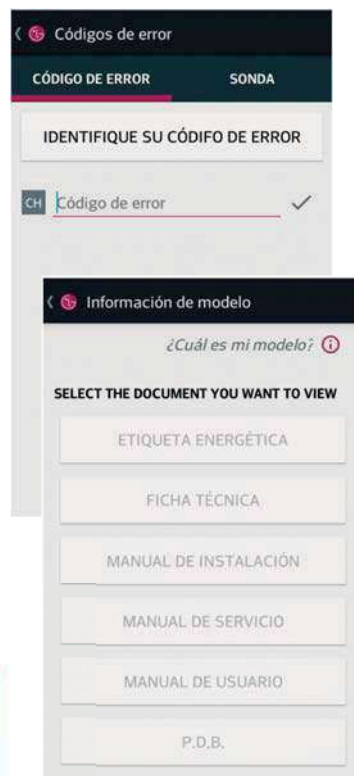 Códigos de error
CÓDIGO DE ERROR SONDA
IDENTIFIQUE SU CÓDIFO DE ERROR
CH Código de error
Información de modelo
¿Cuál es mi modelo?
SELECT THE DOCUMENT YOU WANT TO VIEW
ETIQUETA ENERGÉTICA
FICHA TÉCNICA
MANUAL DE INSTALACIÓN
MANUAL DE SERVICIO
MANUAL DE USUARIO
P.D.B.